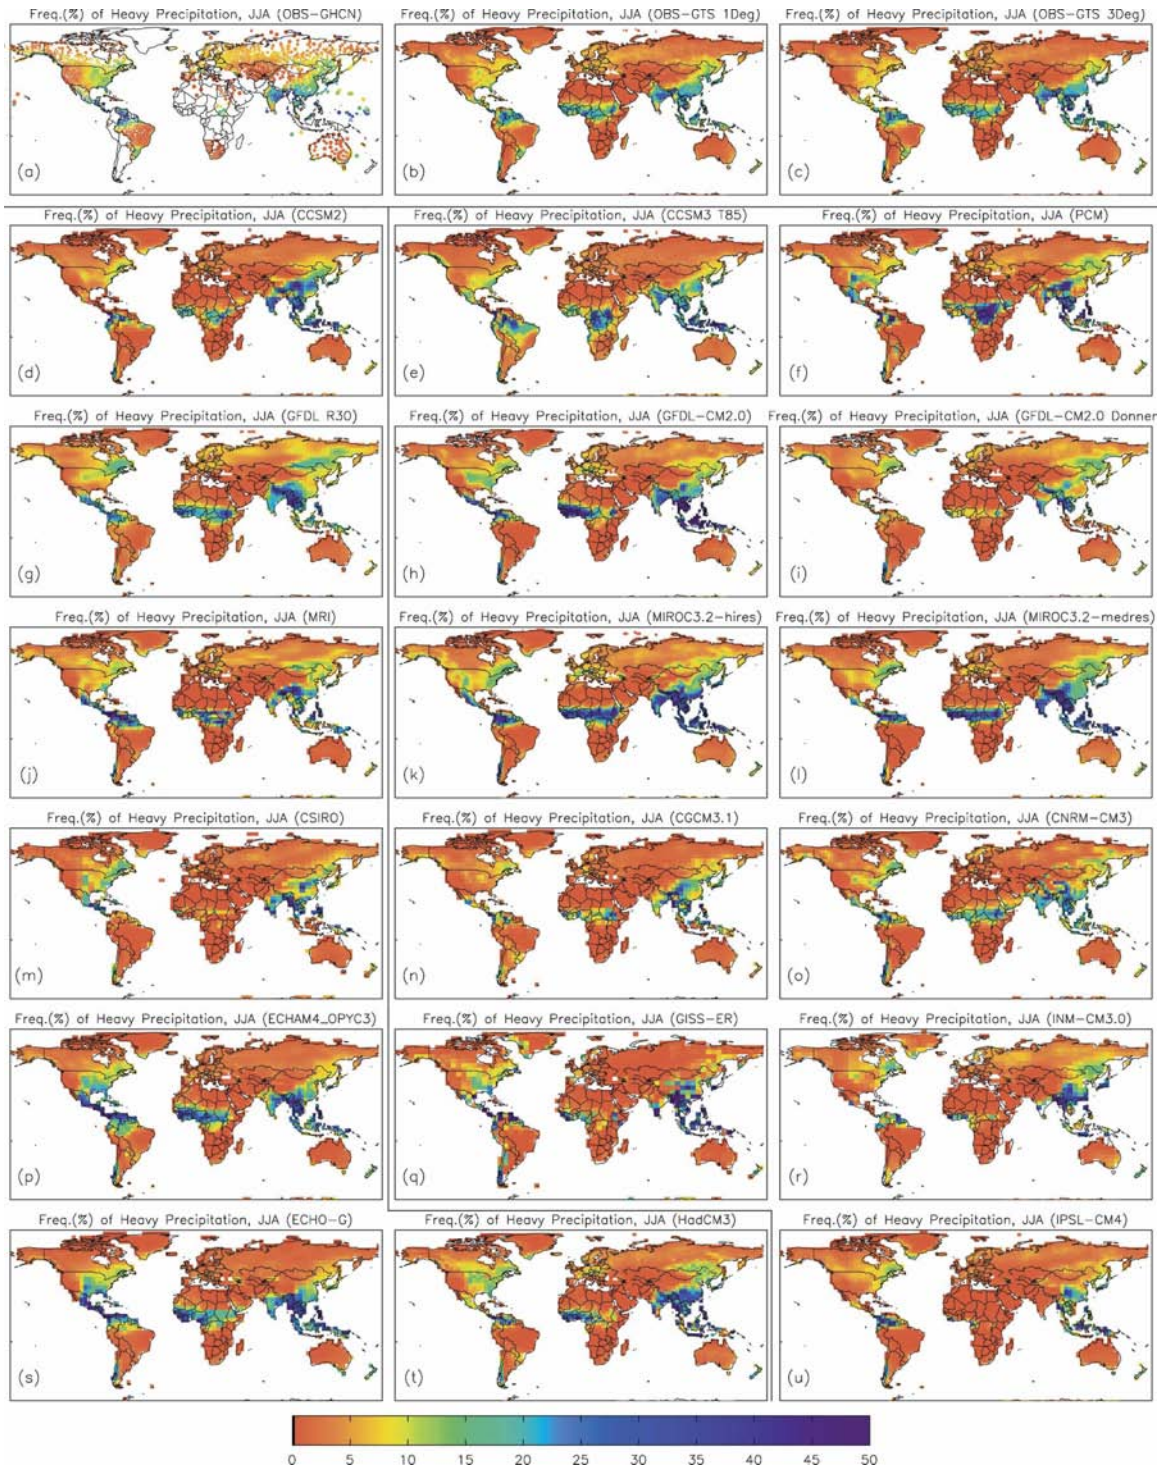 Freq.(%) of Heavy Precipitation, JJA (OBS-GHCN)
Freq.(%) of Heavy Precipitation, JJA (OBS-GTS 1Deg)
Freq.(%) of Heavy Precipitation, JJA (OBS-GTS 3Deg)
(a)
(b)
(c)
Freq.(%) of Heavy Precipitation, JJA (CCSM2)
Freq.(%) of Heavy Precipitation, JJA (CCSM3 T85)
Freq.(%) of Heavy Precipitation, JJA (PCM)
(d)
(e)
(f)
Freq.(%) of Heavy Precipitation, JJA (GFDL R30)
Freq.(%) of Heavy Precipitation, JJA (GFDL-CM2.0)
Freq.(%) of Heavy Precipitation, JJA (GFDL-CM2.0 Donner
(g)
(h)
(i)
Freq.(%) of Heavy Precipitation, JJA (MRI)
Freq.(%) of Heavy Precipitation, JJA (MIROC3.2-hires)
Freq.(%) of Heavy Precipitation, JJA (MIROC3.2-medres)
(j)
(k)
(l)
Freq.(%) of Heavy Precipitation, JJA (CSIRO)
Freq.(%) of Heavy Precipitation, JJA (CGCM3.1)
Freq.(%) of Heavy Precipitation, JJA (CNRM-CM3)
(m)
(n)
(o)
Freq.(%) of Heavy Precipitation, JJA (ECHAM4_OPYC3)
Freq.(%) of Heavy Precipitation, JJA (GISS-ER)
Freq.(%) of Heavy Precipitation, JJA (INM-CM3.0)
(p)
(q)
(r)
Freq.(%) of Heavy Precipitation, JJA (ECHO-G)
Freq.(%) of Heavy Precipitation, JJA (HadCM3)
Freq.(%) of Heavy Precipitation, JJA (IPSL-CM4)
(s)
(t)
(u)
0 5 10 15 20 25 30 35 40 45 50